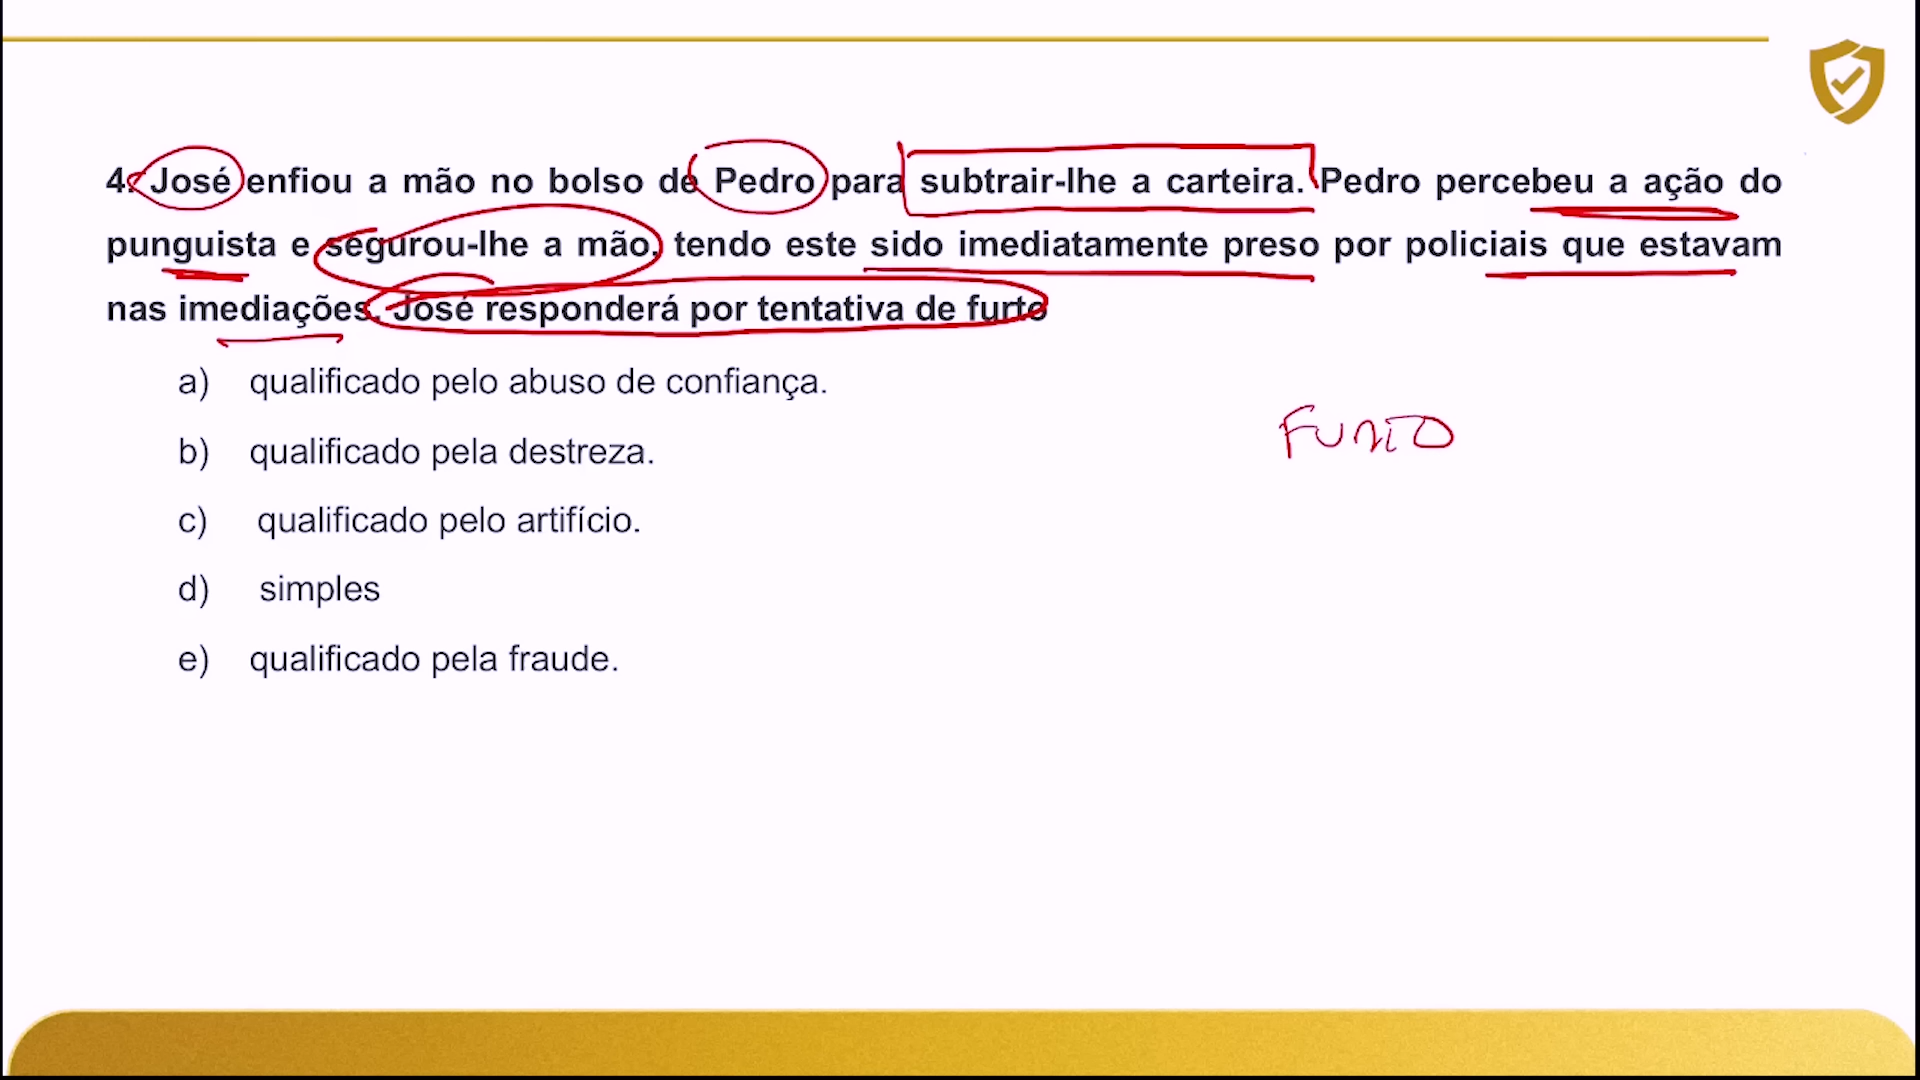 4. José enfiou a mão no bolso de Pedro para subtrair-lhe a carteira. Pedro percebeu a ação do
punguista e segurou-lhe a mão, tendo este sido imediatamente preso por policiais que estavam
nas imediações. José responderá por tentativa de furto
a) qualificado pelo abuso de confiança.
FURTO
b) qualificado pela destreza.
c) qualificado pelo artifício.
d) simples
e) qualificado pela fraude.